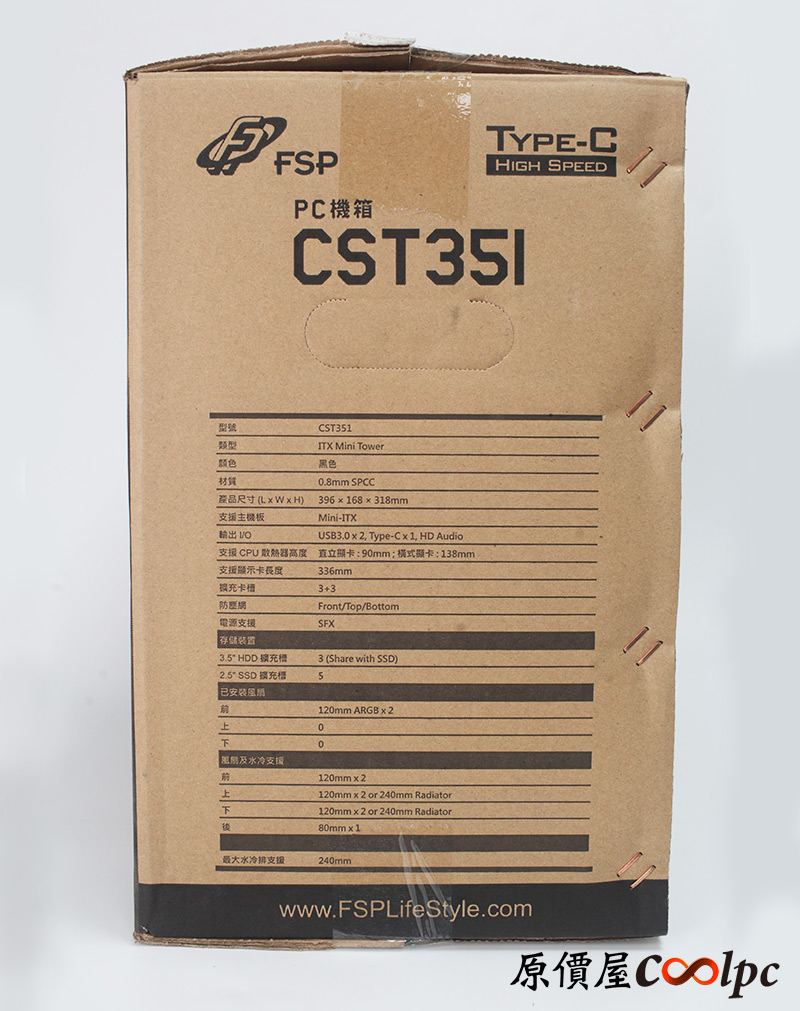 FSP
TYPE-C
HIGH SPEED
PC機箱
CST351
型號 CST351
類型 ITX Mini Tower
顏色 黑色
材質 0.8mm SPCC
產品尺寸 (L x W x H) 396 × 168 × 318mm
支援主機板 Mini-ITX
輸出 I/O USB3.0 x 2, Type-C x 1, HD Audio
支援 CPU 散熱器高度 直立顯卡 : 90mm ; 橫式顯卡 : 138mm
支援顯示卡長度 336mm
擴充卡槽 3+3
防塵網 Front/Top/Bottom
電源支援 SFX
存儲裝置
3.5" HDD 擴充槽 3 (Share with SSD)
2.5" SSD 擴充槽 5
已安裝風扇
前 120mm ARGB x 2
上 0
下 0
風扇及水冷支援
前 120mm x 2
上 120mm x 2 or 240mm Radiator
下 120mm x 2 or 240mm Radiator
後 80mm x 1
最大水冷排支援 240mm
www.FSPLifeStyle.com
原價屋coolpc